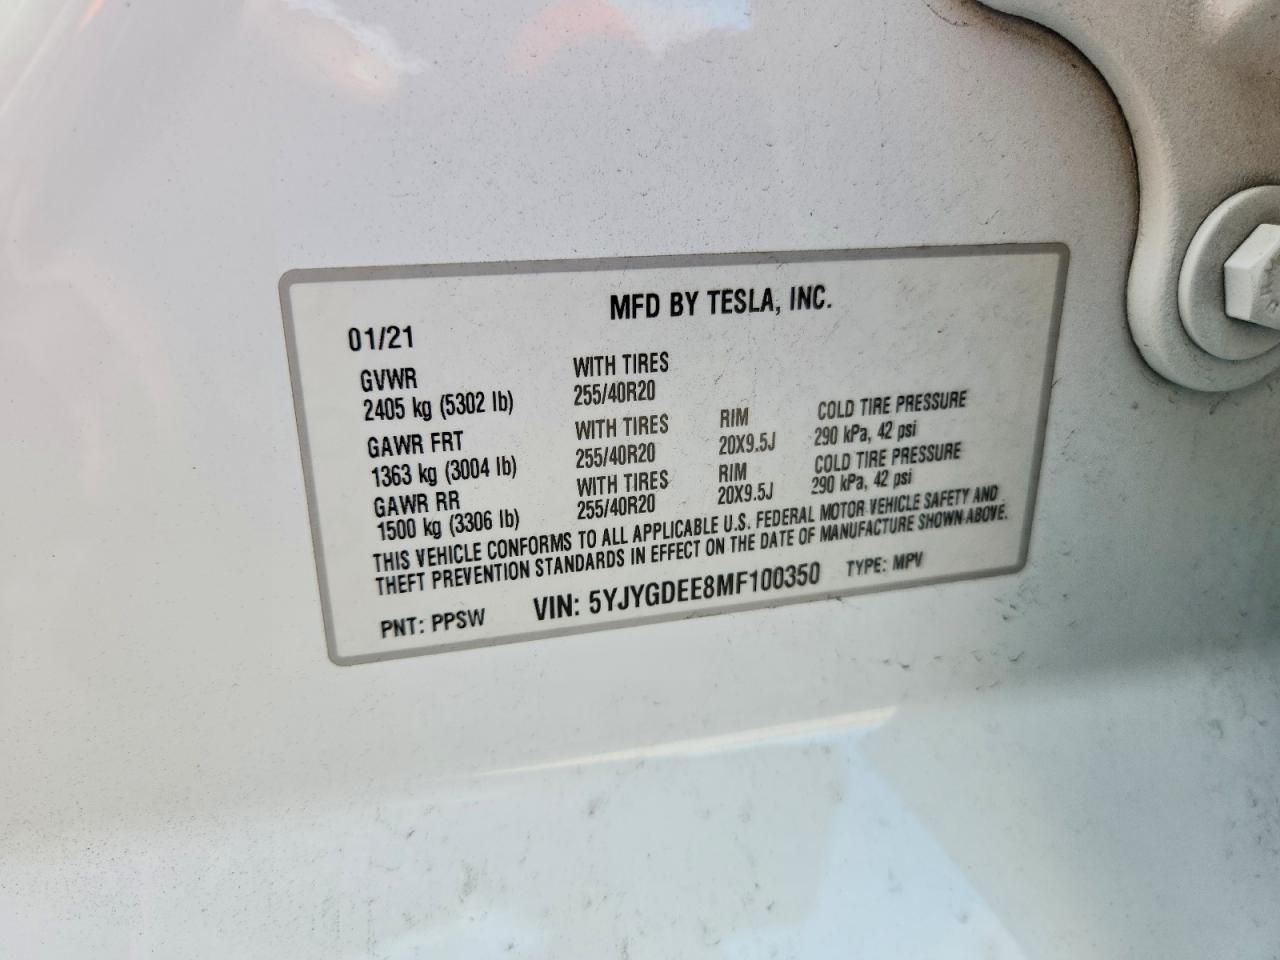 MFD BY TESLA, INC.
01/21
GVWR WITH TIRES
2405 kg (5302 lb) 255/40R20
GAWR FRT WITH TIRES RIM COLD TIRE PRESSURE
1363 kg (3004 lb) 255/40R20 20X9.5J 290 kPa, 42 psi
GAWR RR WITH TIRES RIM COLD TIRE PRESSURE
1500 kg (3306 lb) 255/40R20 20X9.5J 290 kPa, 42 psi
THIS VEHICLE CONFORMS TO ALL APPLICABLE U.S. FEDERAL MOTOR VEHICLE SAFETY AND
THEFT PREVENTION STANDARDS IN EFFECT ON THE DATE OF MANUFACTURE SHOWN ABOVE.
PNT: PPSW VIN: 5YJYGDEE8MF100350 TYPE: MPV